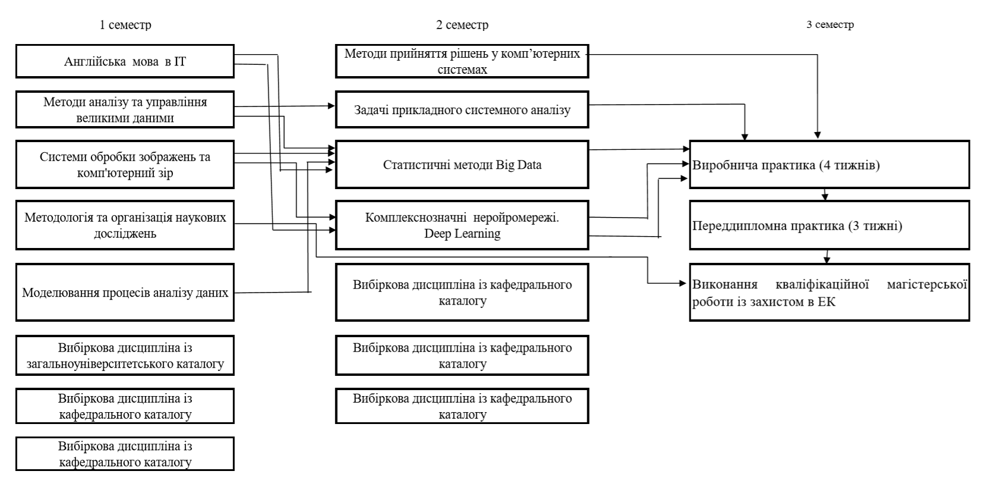 1 семестр
2 семестр
3 семестр
Англійська мова в ІТ
Методи аналізу та управління
великими даними
Системи обробки зображень та
комп'ютерний зір
Методологія та організація наукових
досліджень
Моделювання процесів аналізу даних
Вибіркова дисципліна із
загальноуніверситетського каталогу
Вибіркова дисципліна із
кафедрального каталогу
Вибіркова дисципліна із
кафедрального каталогу
Методи прийняття рішень у комп’ютерних
системах
Задачі прикладного системного аналізу
Статистичні методи Big Data
Комплекснозначні неройромережі.
Deep Learning
Вибіркова дисципліна із кафедрального
каталогу
Вибіркова дисципліна із кафедрального
каталогу
Вибіркова дисципліна із кафедрального
каталогу
Виробнича практика (4 тижнів)
Переддипломна практика (3 тижні)
Виконання кваліфікаційної магістерської
роботи із захистом в ЕК